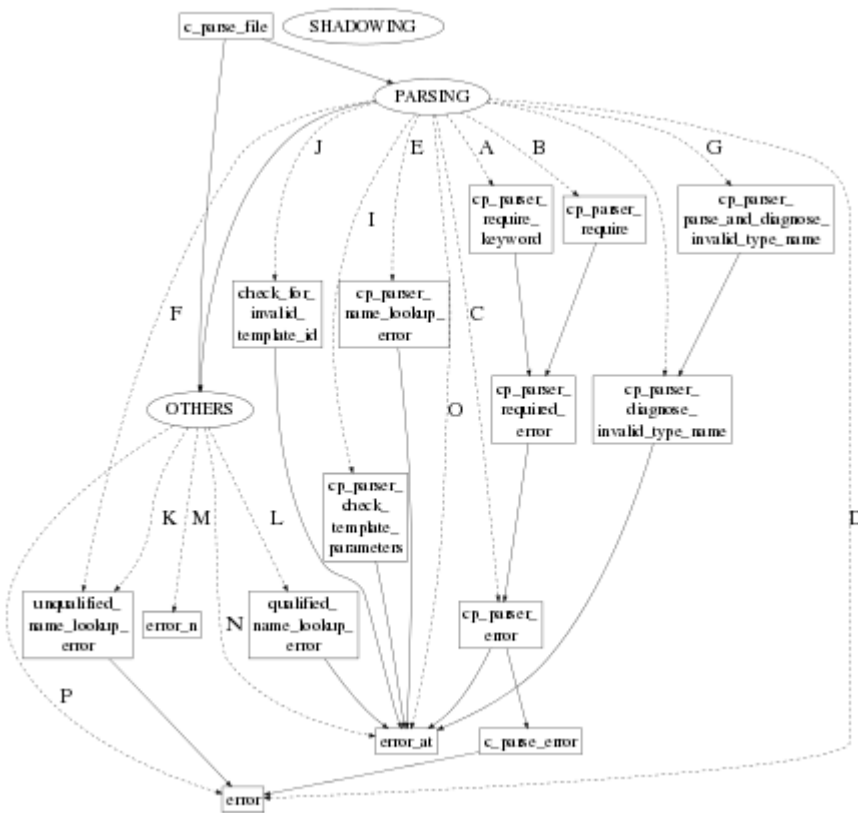 c_parse_file
SHADOWING
PARSING
J
E
A
B
G
cp_parser_
require_
keyword
cp_parser_
require
cp_parser_
parse_and_diagnose_
invalid_type_name
I
F
check_for_
invalid_
template_id
cp_parser_
name_lookup_
error
C
OTHERS
O
cp_parser_
required_
error
cp_parser_
diagnose_
invalid_type_name
K
M
L
cp_parser_
check_
template_
parameters
D
unqualified_
name_lookup_
error
error_n
N
qualified_
name_lookup_
error
cp_parser_
error
P
error_at
c_parse_error
error